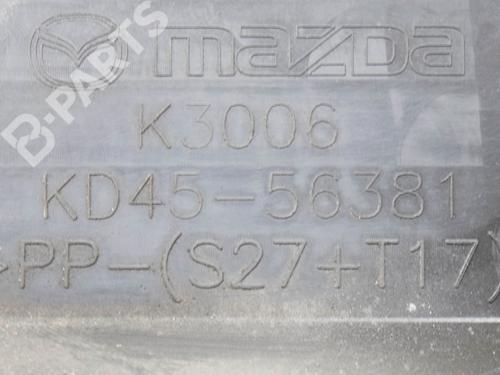 mazda
B-PARTS
K3006
KD45-56381
>PP-(S27+T17)